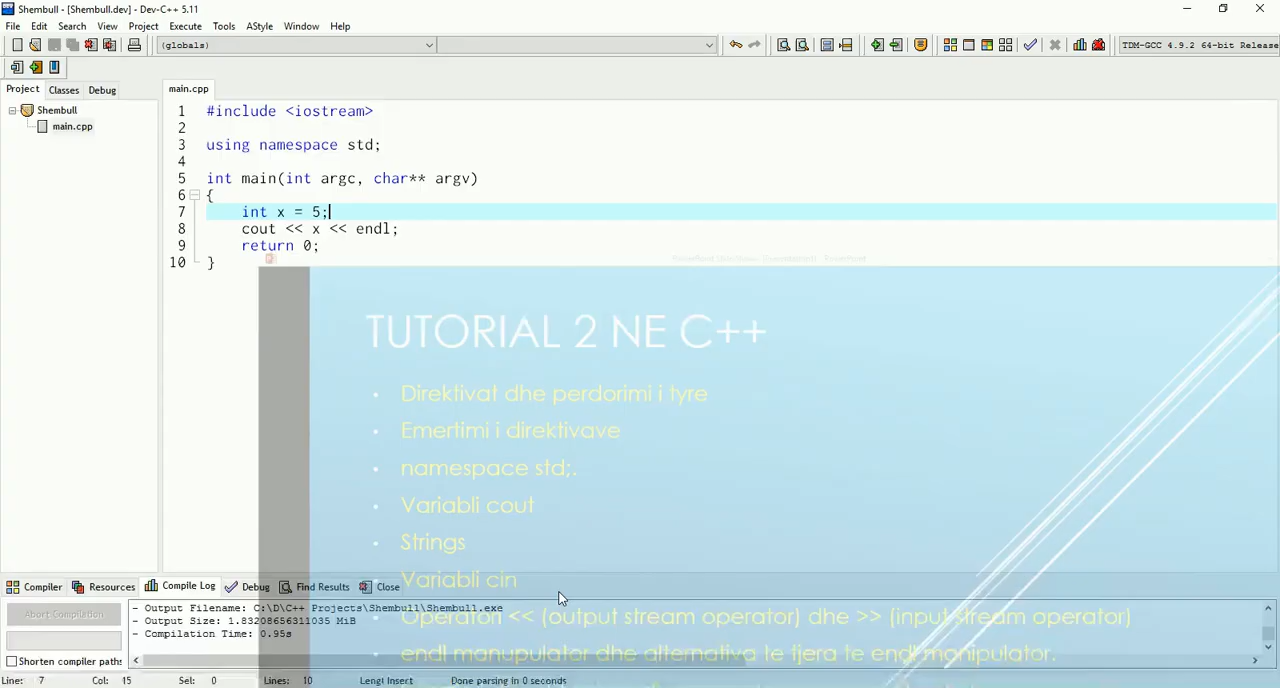 Shembull - [Shembull.dev] - Dev-C++ 5.11
File Edit Search View Project Execute Tools AStyle Window Help
(globals)
TDM-GCC 4.9.2 64-bit Release
Project Classes Debug
main.cpp
Shembull
main.cpp
1 #include <iostream>
2
3 using namespace std;
4
5 int main(int argc, char** argv)
6 {
7 int x = 5;
8 cout << x << endl;
9 return 0;
10 }
TUTORIAL 2 NE C++
• Direktivat dhe perdorimi i tyre
• Emertimi i direktivave
• namespace std;.
• Variabli cout
• Strings
• Variabli cin
• Operatori << (output stream operator) dhe >> (input stream operator)
endl manupulator dhe alternativa te tjera te endl monipulator.
Compiler Resources Compile Log Debug Find Results Close
Abort Compilation
Shorten compiler paths
- Output Filename: C:\D\C++ Projects\Shembull\Shembull.exe
- Output Size: 1.83208656311035 MiB
- Compilation Time: 0.95s
Line: 7 Col: 15 Sel: 0 Lines: 10 Lengl Insert Done parsing in 0 seconds